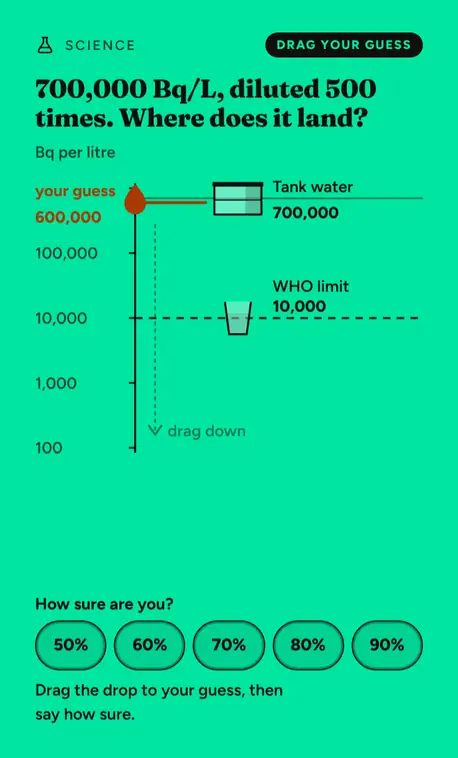 SCIENCE
DRAG YOUR GUESS
700,000 Bq/L, diluted 500
times. Where does it land?
Bq per litre
your guess
600,000
Tank water
700,000
100,000
WHO limit
10,000
10,000
1,000
100
drag down
How sure are you?
50%
60%
70%
80%
90%
Drag the drop to your guess, then
say how sure.